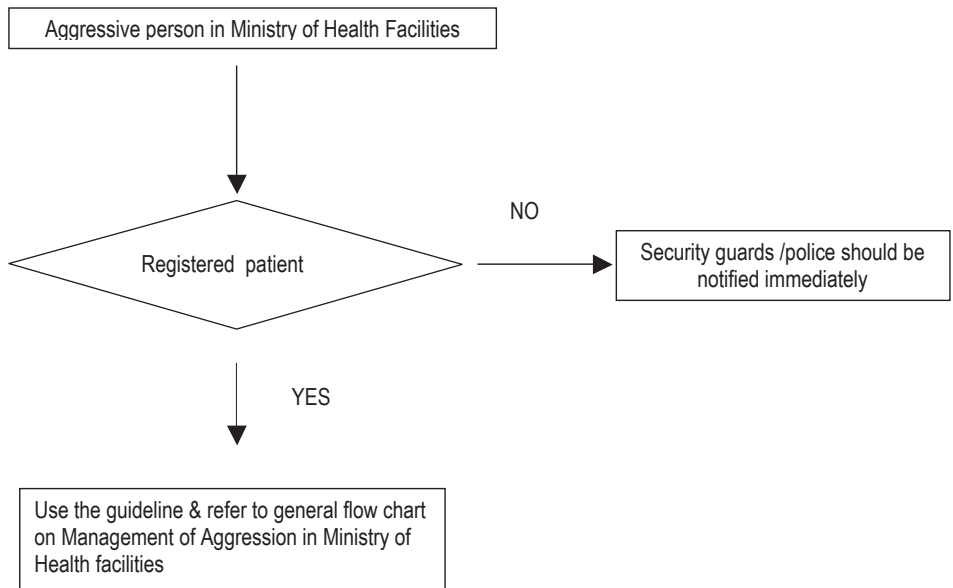 Aggressive person in Ministry of Health Facilities
NO
Registered patient
Security guards /police should be
notified immediately
YES
Use the guideline & refer to general flow chart
on Management of Aggression in Ministry of
Health facilities